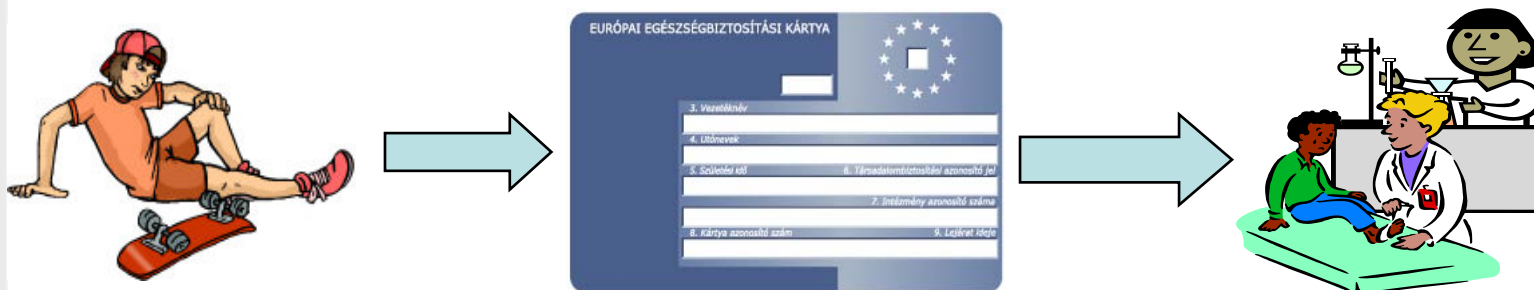 EURÓPAI EGÉSZSÉGBIZTOSÍTÁSI KÁRTYA
3. Vezetéknév
4. Utónevek
5. Születési idő 6. Társadalombiztosítási azonosító jel
7. Intézmény azonosító száma
8. Kártya azonosító szám 9. Lejárat ideje